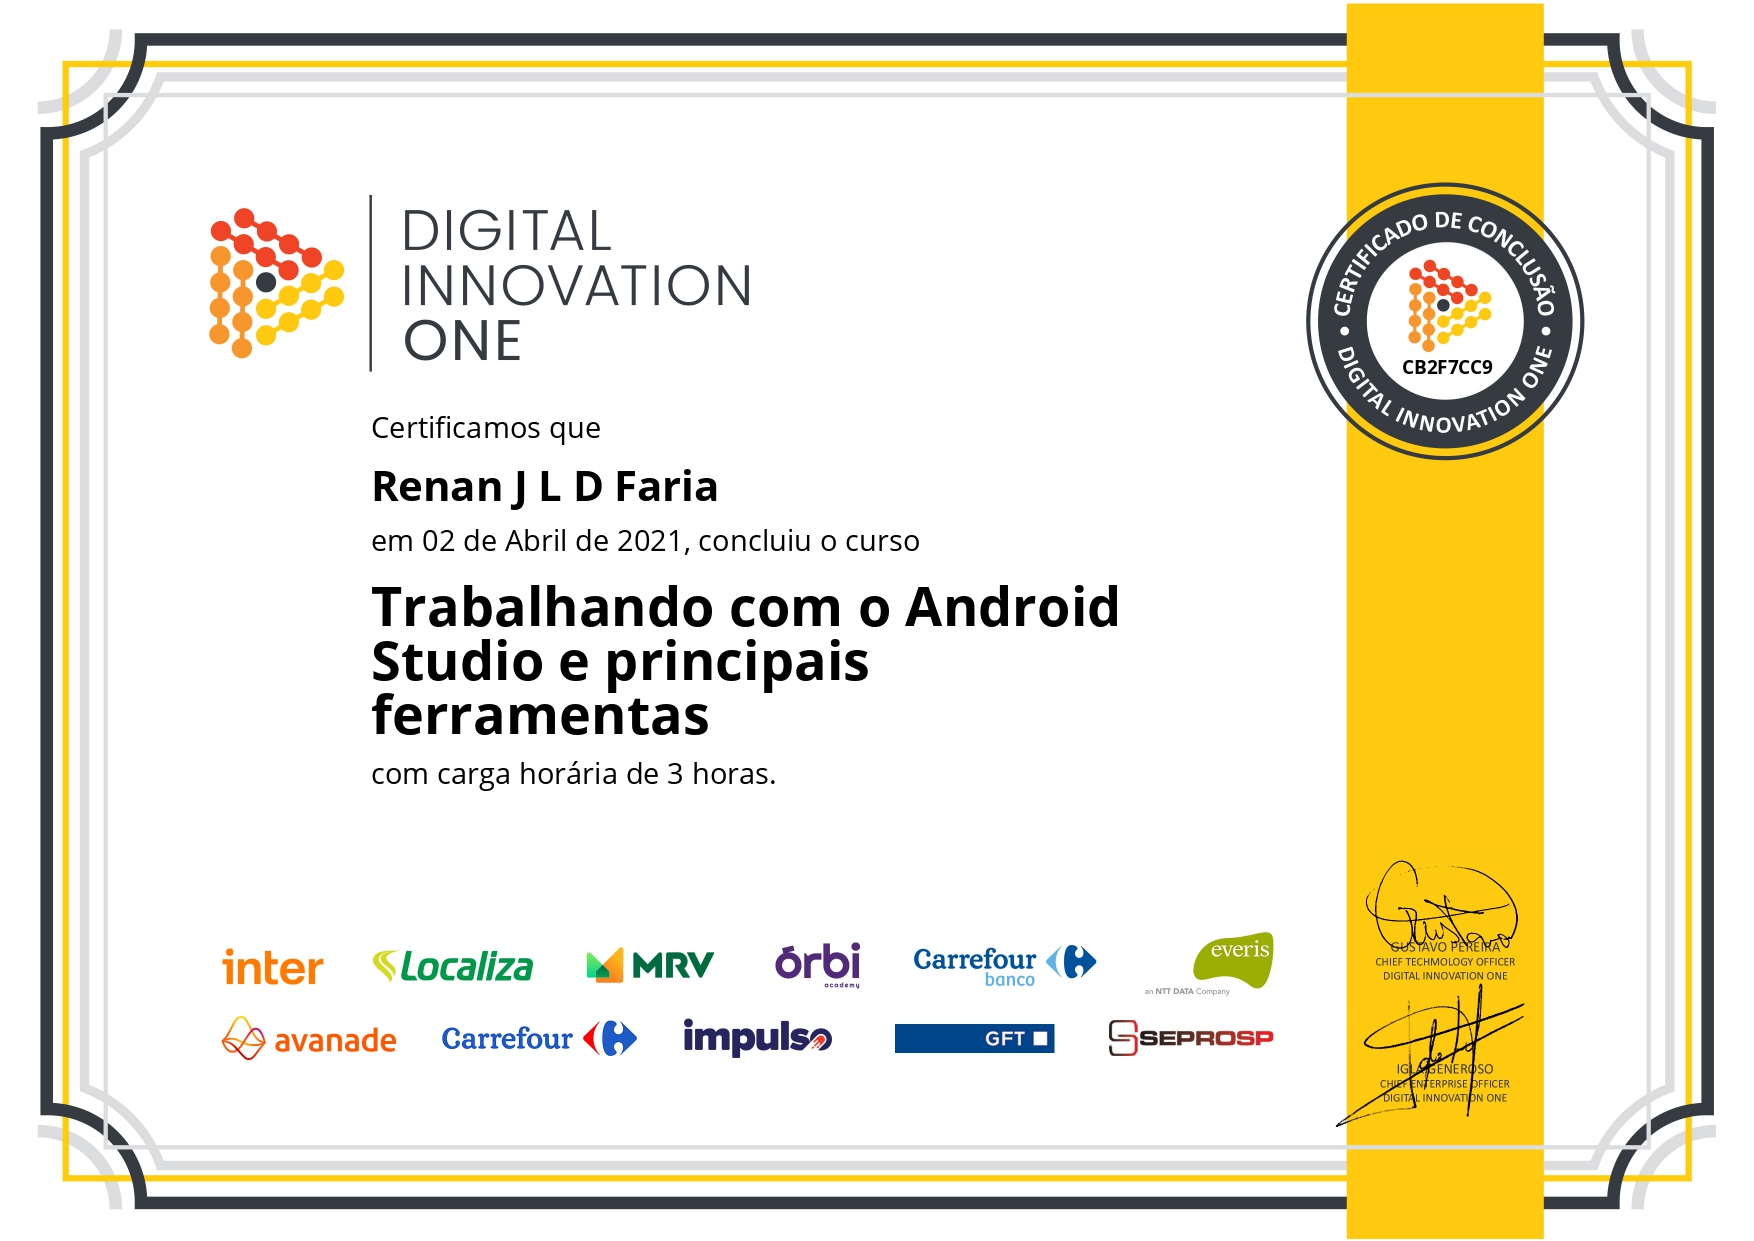 DIGITAL
INNOVATION
ONE
CERTIFICADO DE CONCLUSÃO
CB2F7CC9
DIGITAL INNOVATION ONE
Certificamos que
Renan J L D Faria
em 02 de Abril de 2021, concluiu o curso
Trabalhando com o Android
Studio e principais
ferramentas
com carga horária de 3 horas.
inter
Localiza
MRV
órbi
academy
Carrefour
banco
everis
an NTT DATA Company
avanade
Carrefour
impulso
GFT
SEPROSP
Gustavo
GUSTAVO PEREIRA
CHIEF TECHNOLOGY OFFICER
DIGITAL INNOVATION ONE
IGLA GENEROSO
CHIEF ENTERPRISE OFFICER
DIGITAL INNOVATION ONE